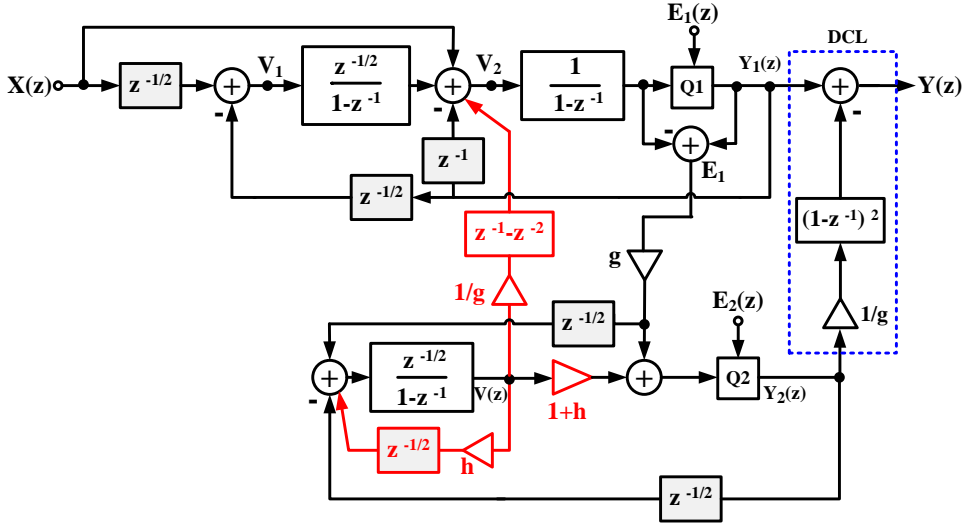 E₁(z)
DCL
X(z)
z⁻¹/²
+
-
V₁
z⁻¹/²
1-z⁻¹
+
-
V₂
1
1-z⁻¹
Q1
Y₁(z)
+
-
Y(z)
-
+
E₁
z⁻¹
z⁻¹/²
z⁻¹-z⁻²
(1-z⁻¹)²
g
1/g
1/g
E₂(z)
z⁻¹/²
+
-
z⁻¹/²
1-z⁻¹
V(z)
1+h
+
Q2
Y₂(z)
z⁻¹/²
h
z⁻¹/²